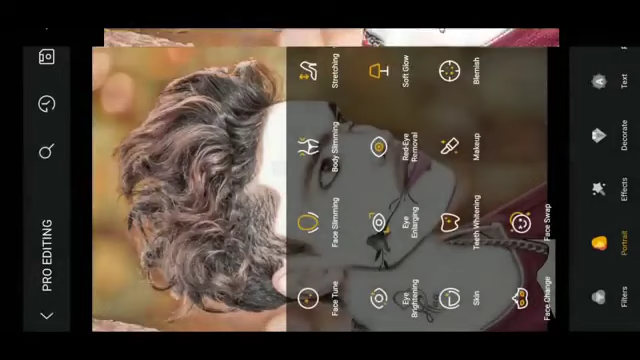 PRO EDITING
Face Tune
Face Slimming
Body Slimming
Stretching
Eye
Brightening
Eye
Enlarging
Red-Eye
Removal
Soft Glow
Skin
Teeth Whitening
Makeup
Blemish
Face Change
Face Swap
Filters
Portrait
Effects
Decorate
Text